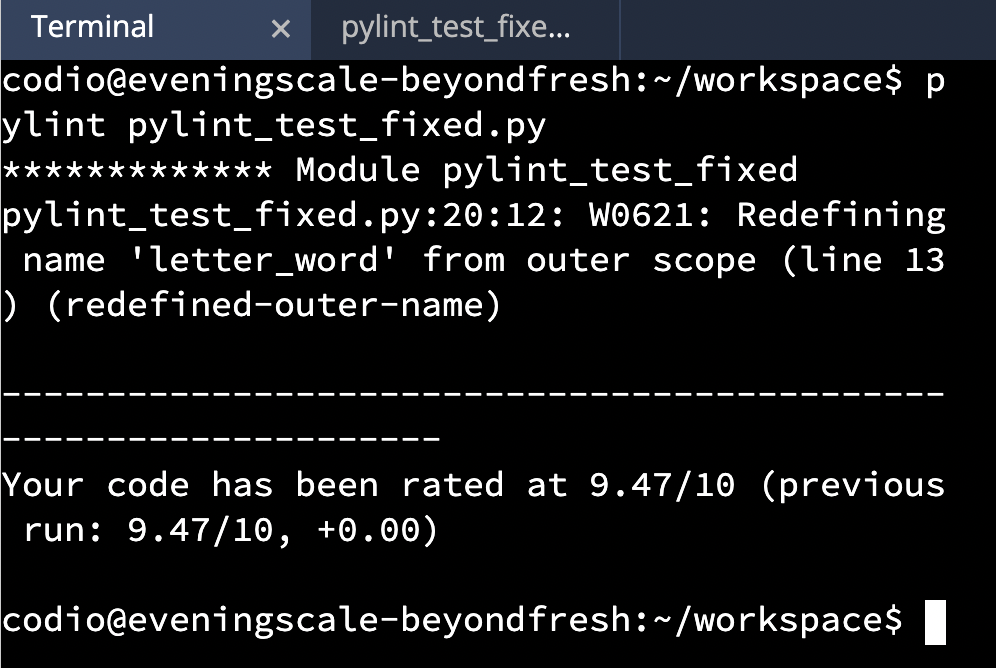 Terminal × pylint_test_fixe...
codio@eveningscale-beyondfresh:~/workspace$ p
ylint pylint_test_fixed.py
************* Module pylint_test_fixed
pylint_test_fixed.py:20:12: W0621: Redefining
 name 'letter_word' from outer scope (line 13
) (redefined-outer-name)
---------------------------------------------
---------------------
Your code has been rated at 9.47/10 (previous
 run: 9.47/10, +0.00)
codio@eveningscale-beyondfresh:~/workspace$